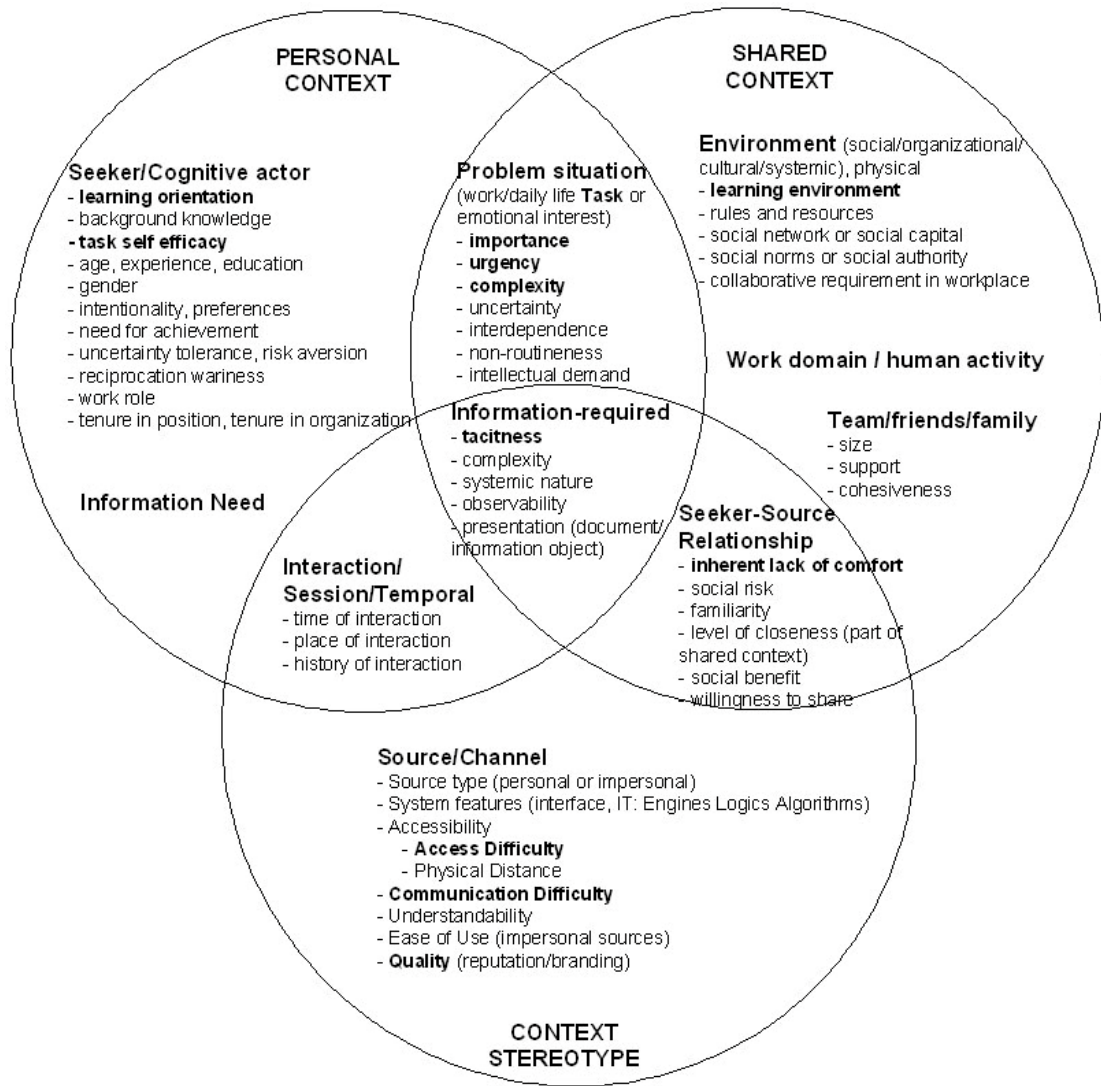 PERSONAL
CONTEXT
SHARED
CONTEXT
Seeker/Cognitive actor
- learning orientation
- background knowledge
- task self efficacy
- age, experience, education
- gender
- intentionality, preferences
- need for achievement
- uncertainty tolerance, risk aversion
- reciprocation wariness
- work role
- tenure in position, tenure in organization
Information Need
Problem situation
(work/daily life Task or
emotional interest)
- importance
- urgency
- complexity
- uncertainty
- interdependence
- non-routineness
- intellectual demand
Environment (social/organizational/
cultural/systemic), physical
- learning environment
- rules and resources
- social network or social capital
- social norms or social authority
- collaborative requirement in workplace
Work domain / human activity
Team/friends/family
- size
- support
- cohesiveness
Information-required
- tacitness
- complexity
- systemic nature
- observability
- presentation (document/
information object)
Interaction/
Session/Temporal
- time of interaction
- place of interaction
- history of interaction
Seeker-Source
Relationship
- inherent lack of comfort
- social risk
- familiarity
- level of closeness (part of
shared context)
- social benefit
- willingness to share
Source/Channel
- Source type (personal or impersonal)
- System features (interface, IT: Engines Logics Algorithms)
- Accessibility
- Access Difficulty
- Physical Distance
- Communication Difficulty
- Understandability
- Ease of Use (impersonal sources)
- Quality (reputation/branding)
CONTEXT
STEREOTYPE